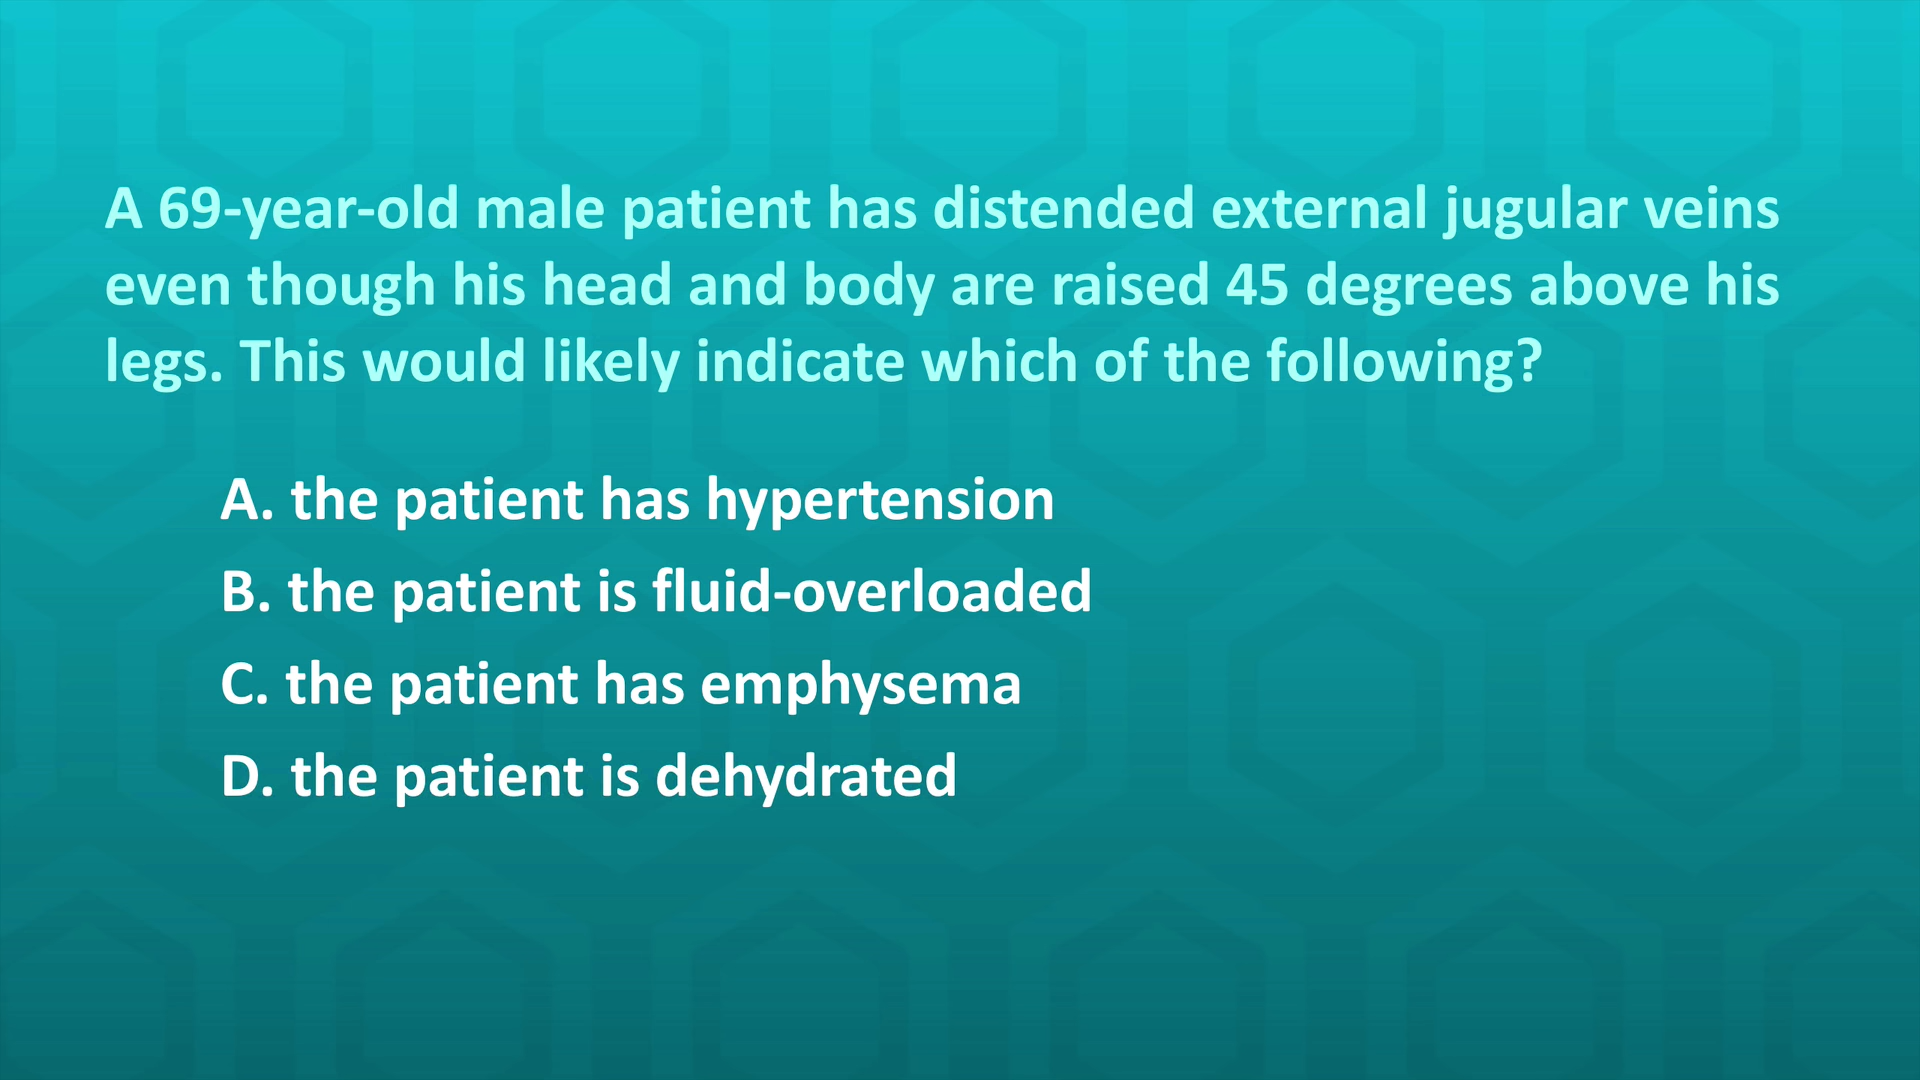 A 69-year-old male patient has distended external jugular veins
even though his head and body are raised 45 degrees above his
legs. This would likely indicate which of the following?
A. the patient has hypertension
B. the patient is fluid-overloaded
C. the patient has emphysema
D. the patient is dehydrated